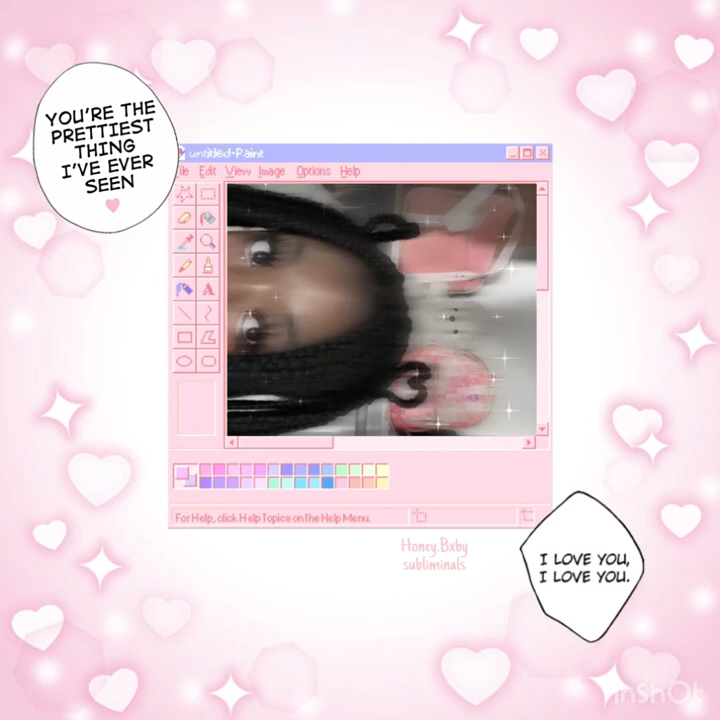 YOU'RE THE
PRETTIEST
THING
I'VE EVER
SEEN
untitled-Paint
ile Edit View Image Options Help
A
For Help, click Help Topics on the Help Menu.
Honey.Bxby
subliminals
I LOVE YOU,
I LOVE YOU.
InShOt